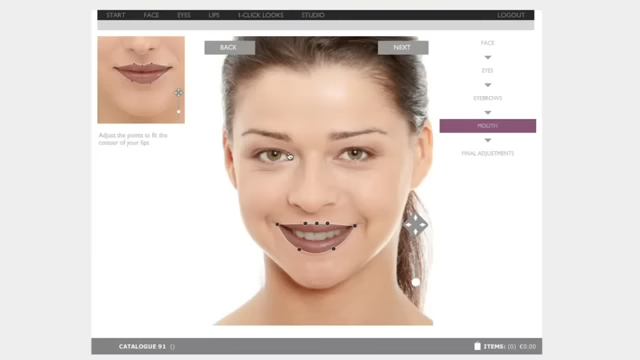 START FACE EYES LIPS 1-CLICK LOOKS STUDIO LOGOUT
BACK NEXT
FACE
EYES
EYEBROWS
MOUTH
FINAL ADJUSTMENTS
Adjust the points to fit the
contour of your lips
CATALOGUE 91 () ITEMS: (0) €0.00